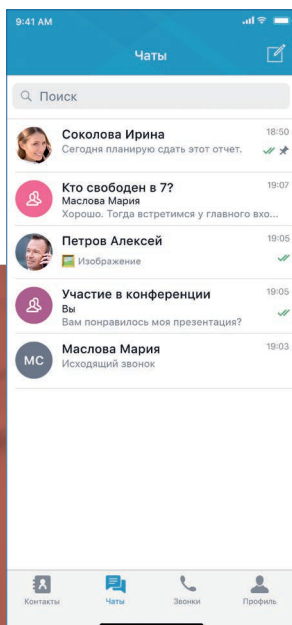 9:41 AM
Чаты
Поиск
Соколова Ирина
18:50
Сегодня планирую сдать этот отчет.
Кто свободен в 7?
19:07
Маслова Мария
Хорошо. Тогда встретимся у главного вхо...
Петров Алексей
19:05
Изображение
Участие в конференции
19:05
Вы
Вам понравилось моя презентация?
МС
Маслова Мария
19:03
Исходящий звонок
Контакты
Чаты
Звонки
Профиль